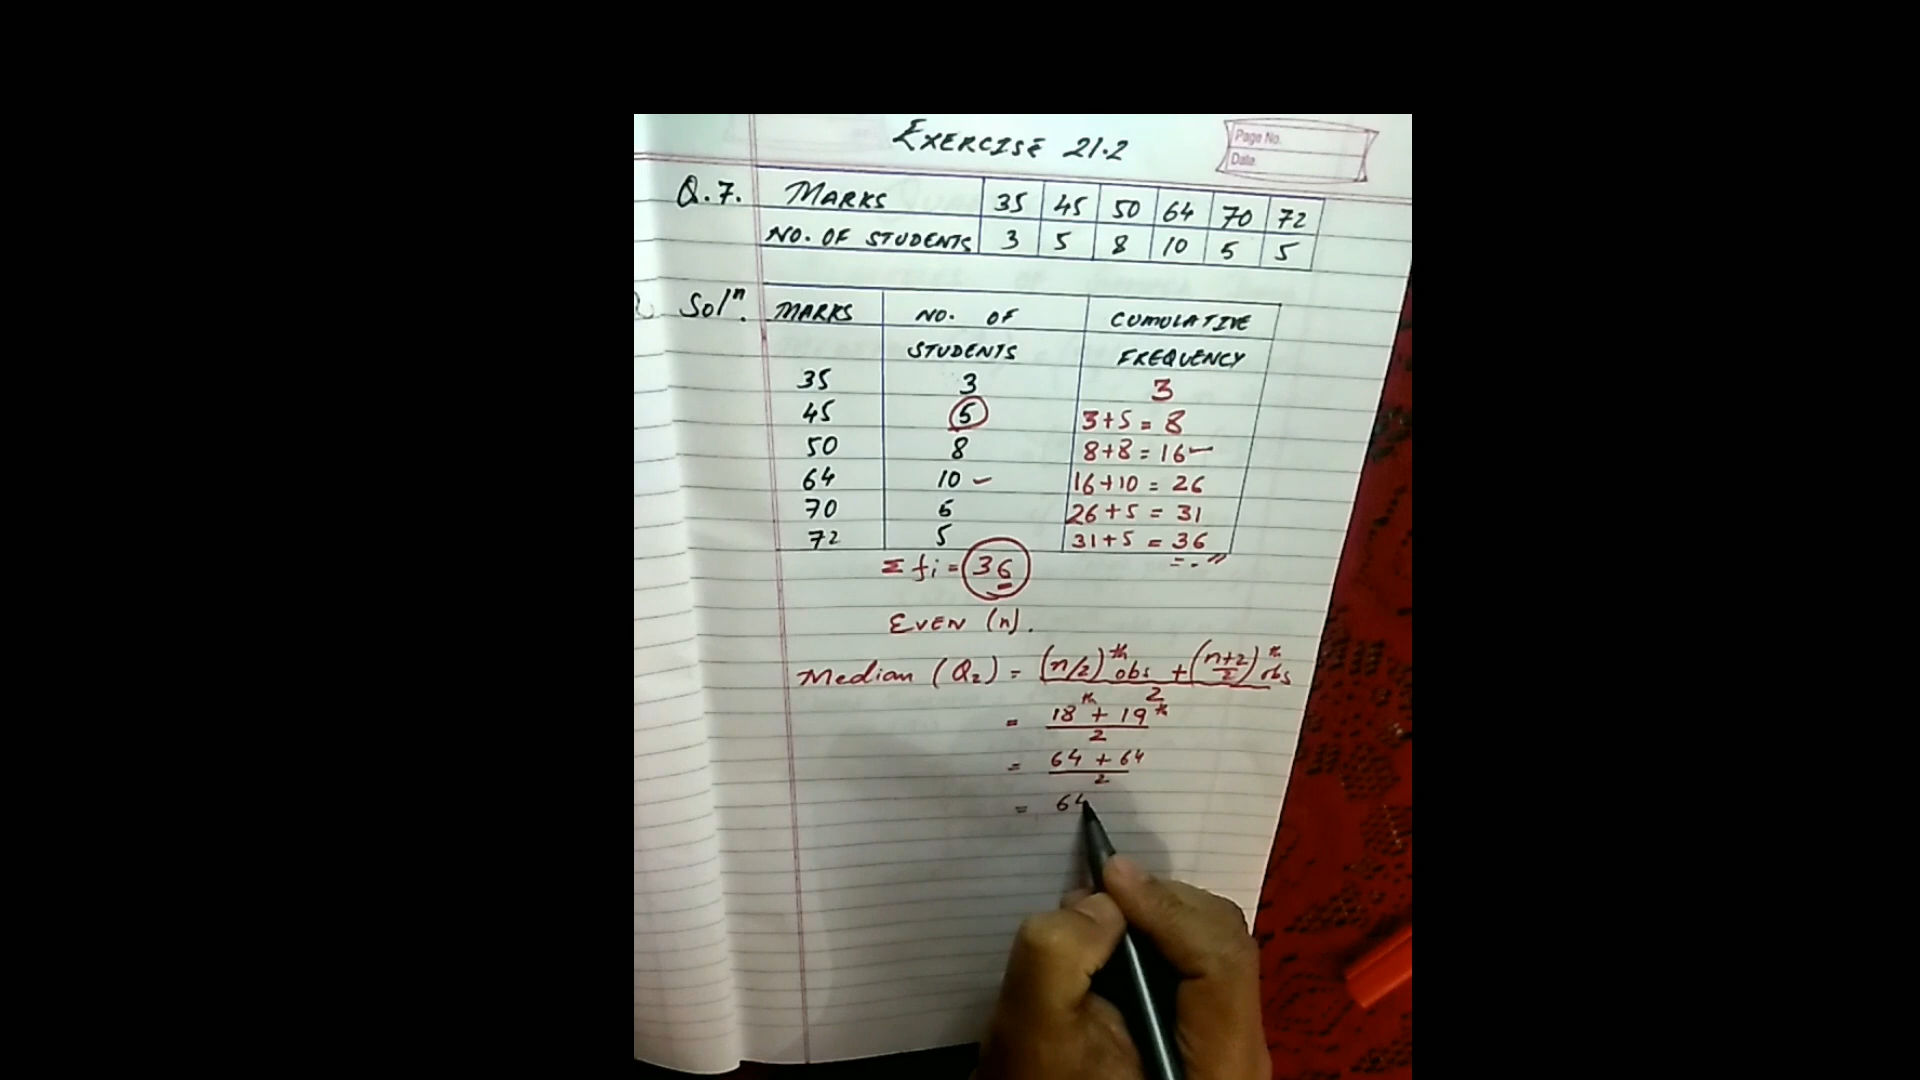 EXERCISE 21.2
Page No.
Date
Q.7. MARKS 35 45 50 64 70 72
NO. OF STUDENTS 3 5 8 10 5 5
Solⁿ. MARKS NO. OF CUMULATIVE
STUDENTS FREQUENCY
35 3 3
45 5 3+5 = 8
50 8 8+8 = 16
64 10 16+10 = 26
70 5 26+5 = 31
72 5 31+5 = 36
Σ fi = 36
EVEN (n).
Median (Q₂) = (n/2)th obs + (n+2/2)th obs
2
= 18th + 19th
2
= 64 + 64
2
= 64